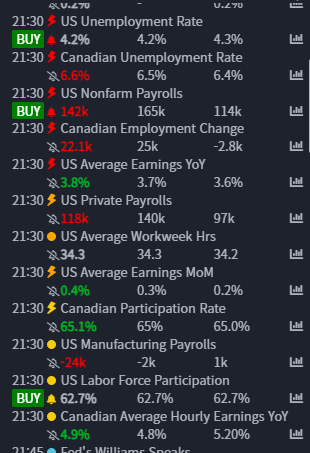 0.2% - 0.2%
21:30 US Unemployment Rate
BUY 4.2% 4.2% 4.3%
21:30 Canadian Unemployment Rate
6.6% 6.5% 6.4%
21:30 US Nonfarm Payrolls
BUY 142k 165k 114k
21:30 Canadian Employment Change
22.1k 25k -2.8k
21:30 US Average Earnings YoY
3.8% 3.7% 3.6%
21:30 US Private Payrolls
118k 140k 97k
21:30 US Average Workweek Hrs
34.3 34.3 34.2
21:30 US Average Earnings MoM
0.4% 0.3% 0.2%
21:30 Canadian Participation Rate
65.1% 65% 65.0%
21:30 US Manufacturing Payrolls
-24k -2k 1k
21:30 US Labor Force Participation
BUY 62.7% 62.7% 62.7%
21:30 Canadian Average Hourly Earnings YoY
4.9% 4.8% 5.20%
21:45 Fed's Williams Speaks